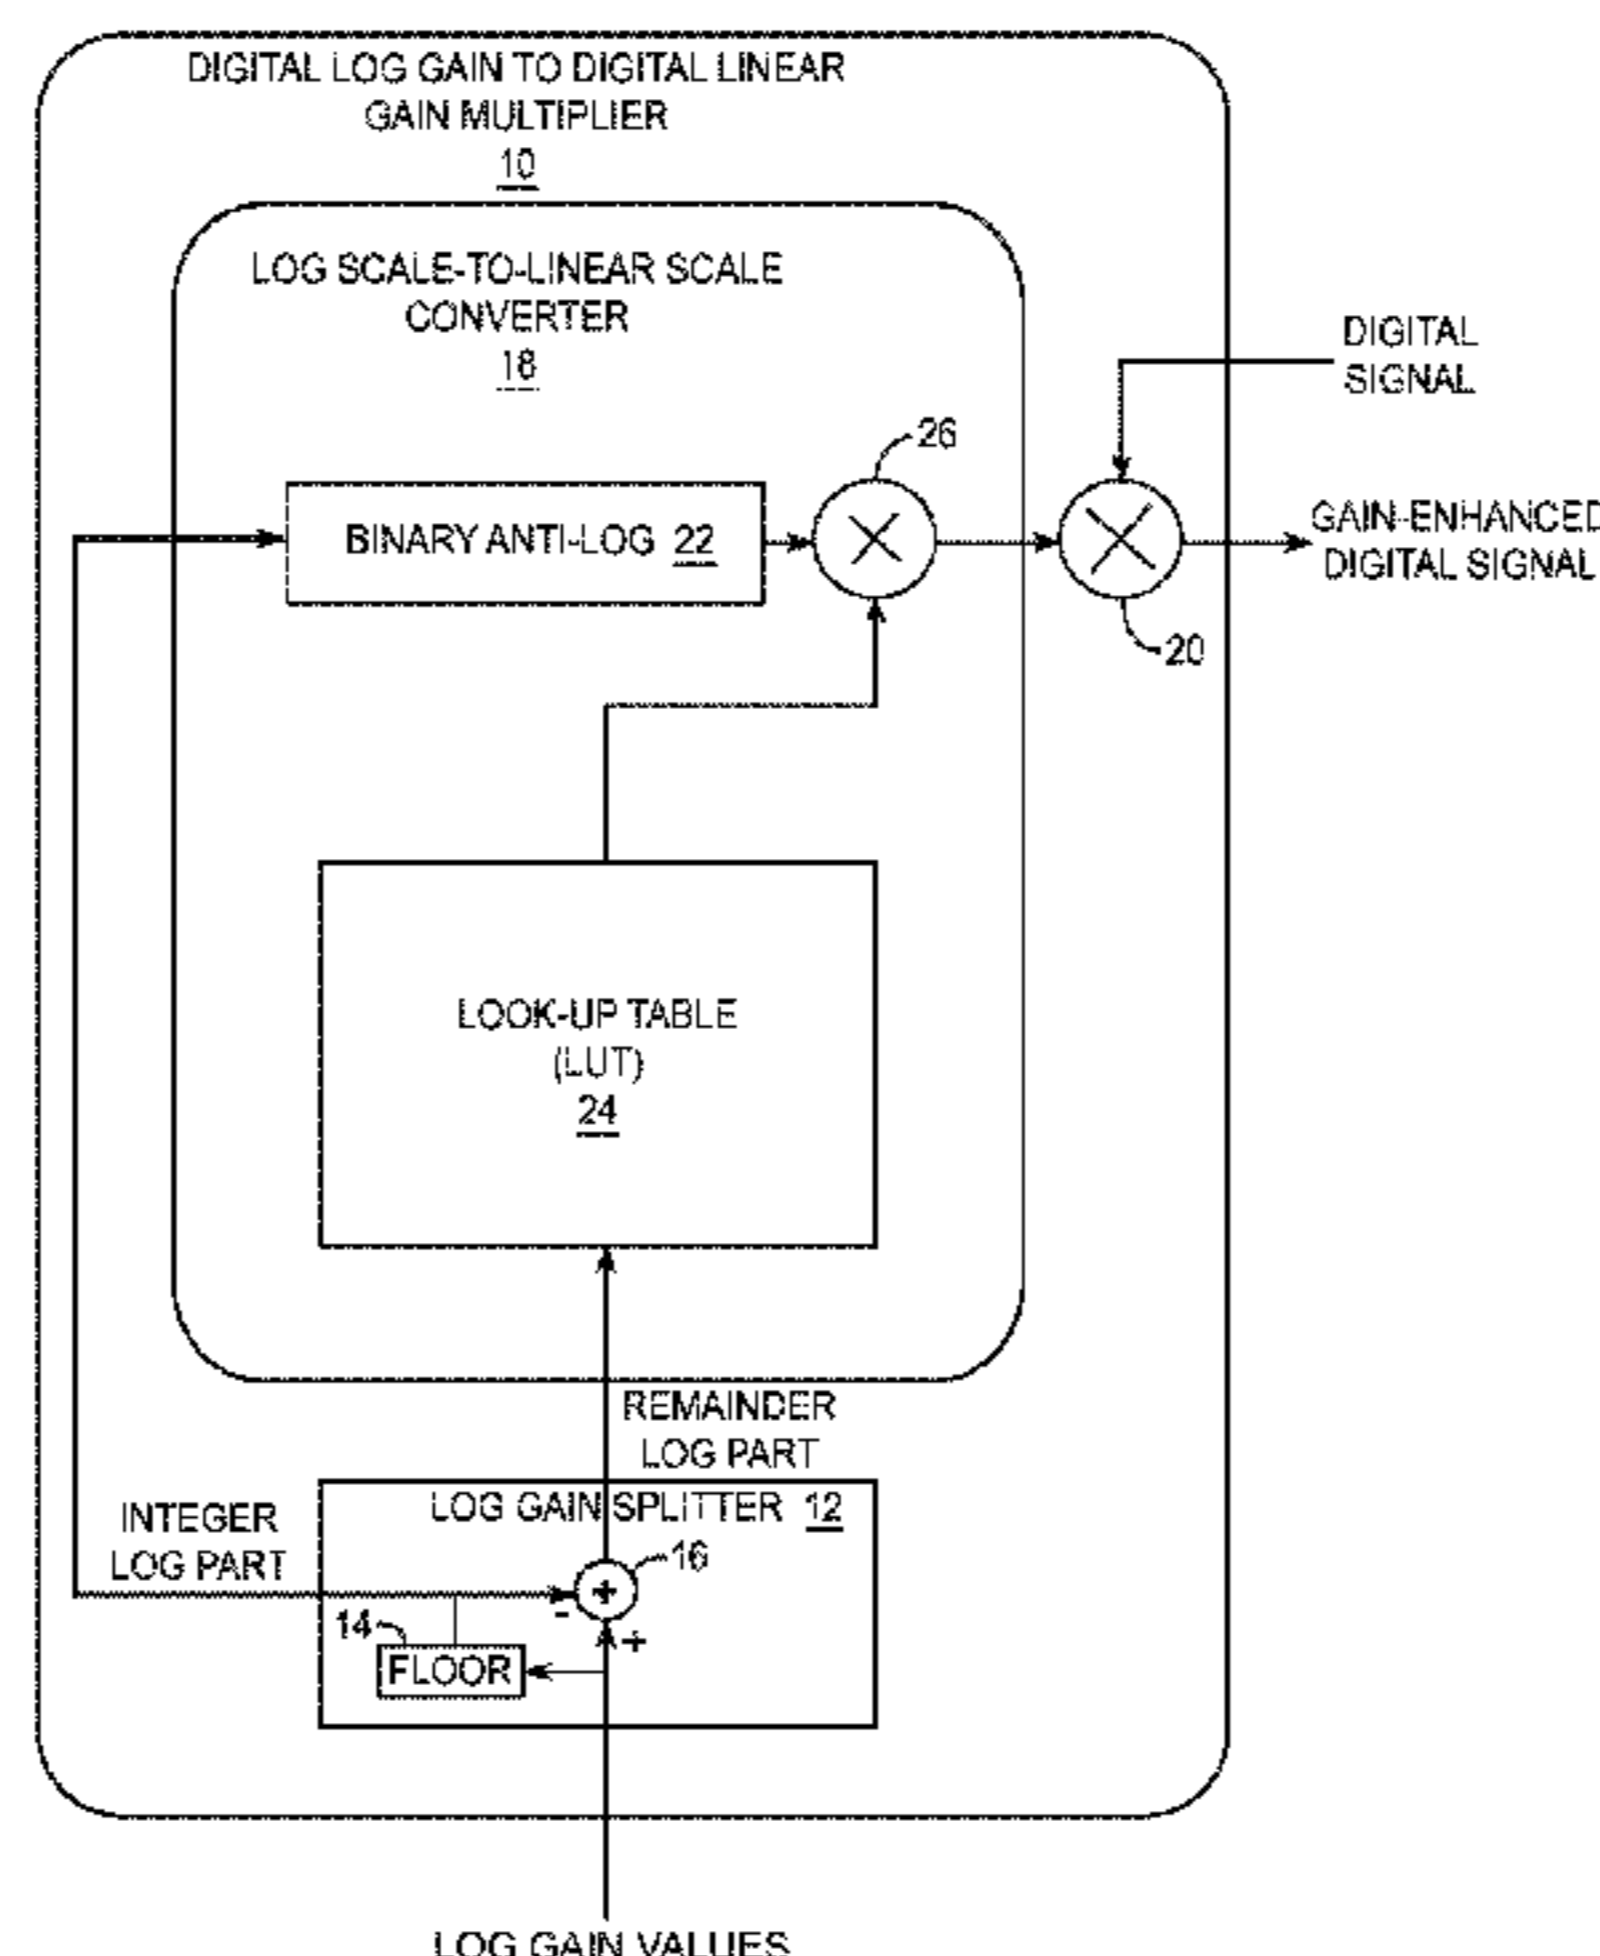 DIGITAL LOG GAIN TO DIGITAL LINEAR
GAIN MULTIPLIER
10
LOG SCALE-TO-LINEAR SCALE
CONVERTER
18
DIGITAL
SIGNAL
26
BINARY ANTI-LOG 22
GAIN-ENHANCED
DIGITAL SIGNAL
20
LOOK-UP TABLE
(LUT)
24
REMAINDER
LOG PART
LOG GAIN SPLITTER 12
INTEGER
LOG PART
16
+
-
14
+
FLOOR
LOG GAIN VALUES